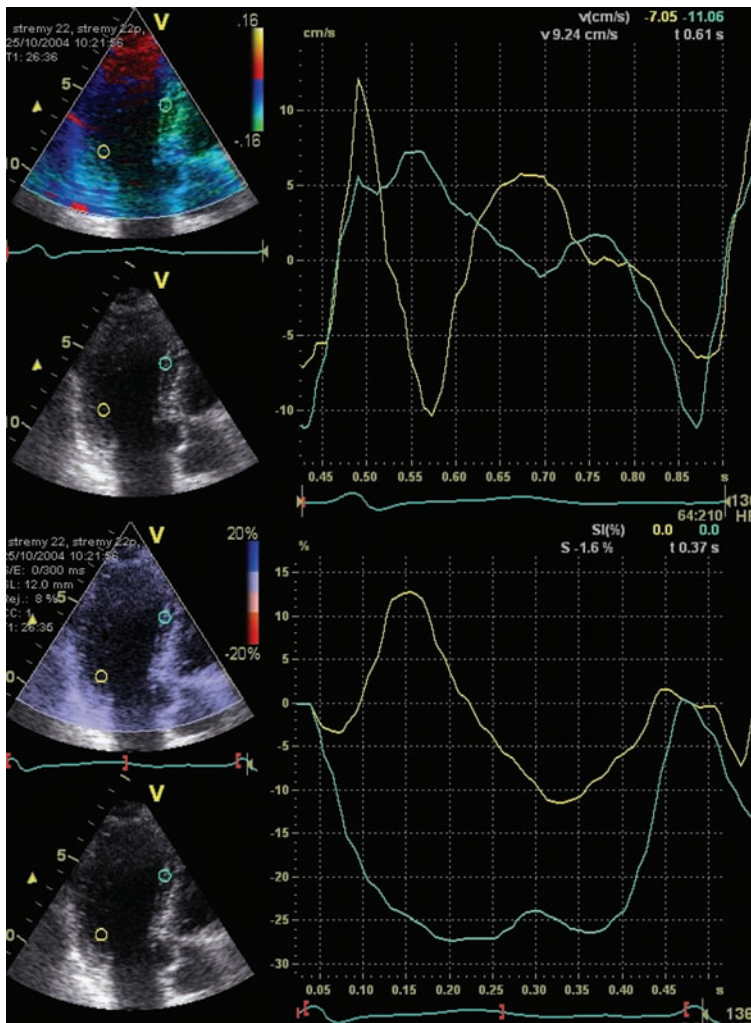 stremy 22, stremy 22p,
25/10/2004 10:21:56
T1: 26:36
V
.16
-.16
5
10
V
5
10
v(cm/s) -7.05 -11.06
v 9.24 cm/s t 0.61 s
cm/s
10
5
0
-5
-10
0.45 0.50 0.55 0.60 0.65 0.70 0.75 0.80 0.85 s
64:210
stremy 22, stremy 22p,
25/10/2004 10:21:56
S/E: 0/300 ms
SL: 12.0 mm
Rej.: 8 %
CC: 1
T1: 26:35
V
20%
-20%
5
0
V
5
0
SI(%) 0.0 0.0
S -1.6 % t 0.37 s
%
15
10
5
0
-5
-10
-15
-20
-25
-30
0.05 0.10 0.15 0.20 0.25 0.30 0.35 0.40 0.45 s